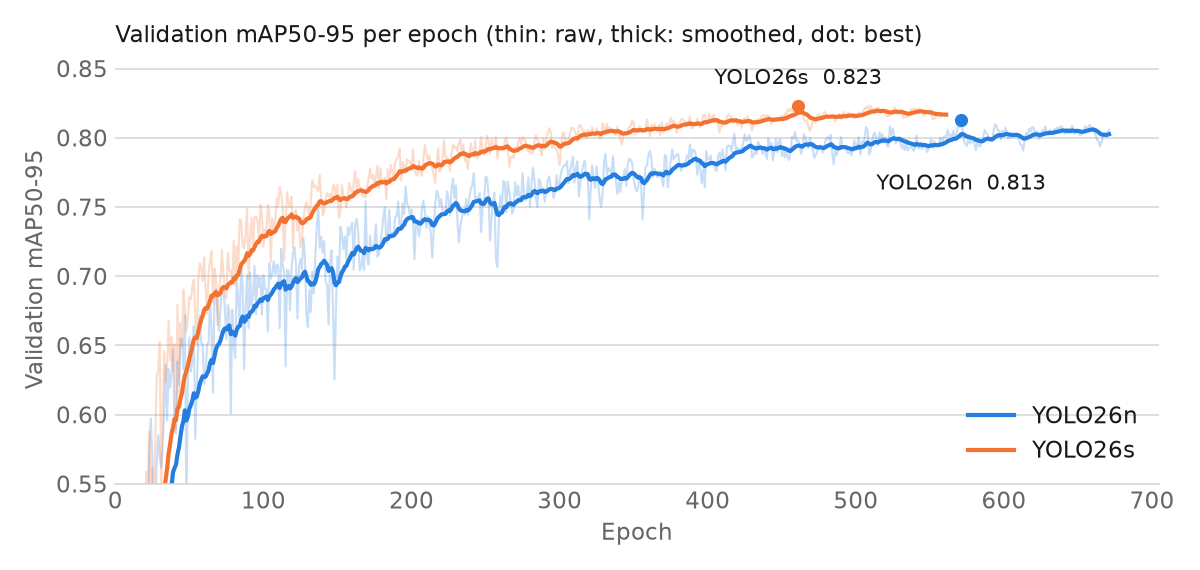 Validation mAP50-95 per epoch (thin: raw, thick: smoothed, dot: best)
0.85
YOLO26s 0.823
0.80
YOLO26n 0.813
0.75
0.70
0.65
0.60
0.55
Validation mAP50-95
YOLO26n
YOLO26s
0 100 200 300 400 500 600 700
Epoch